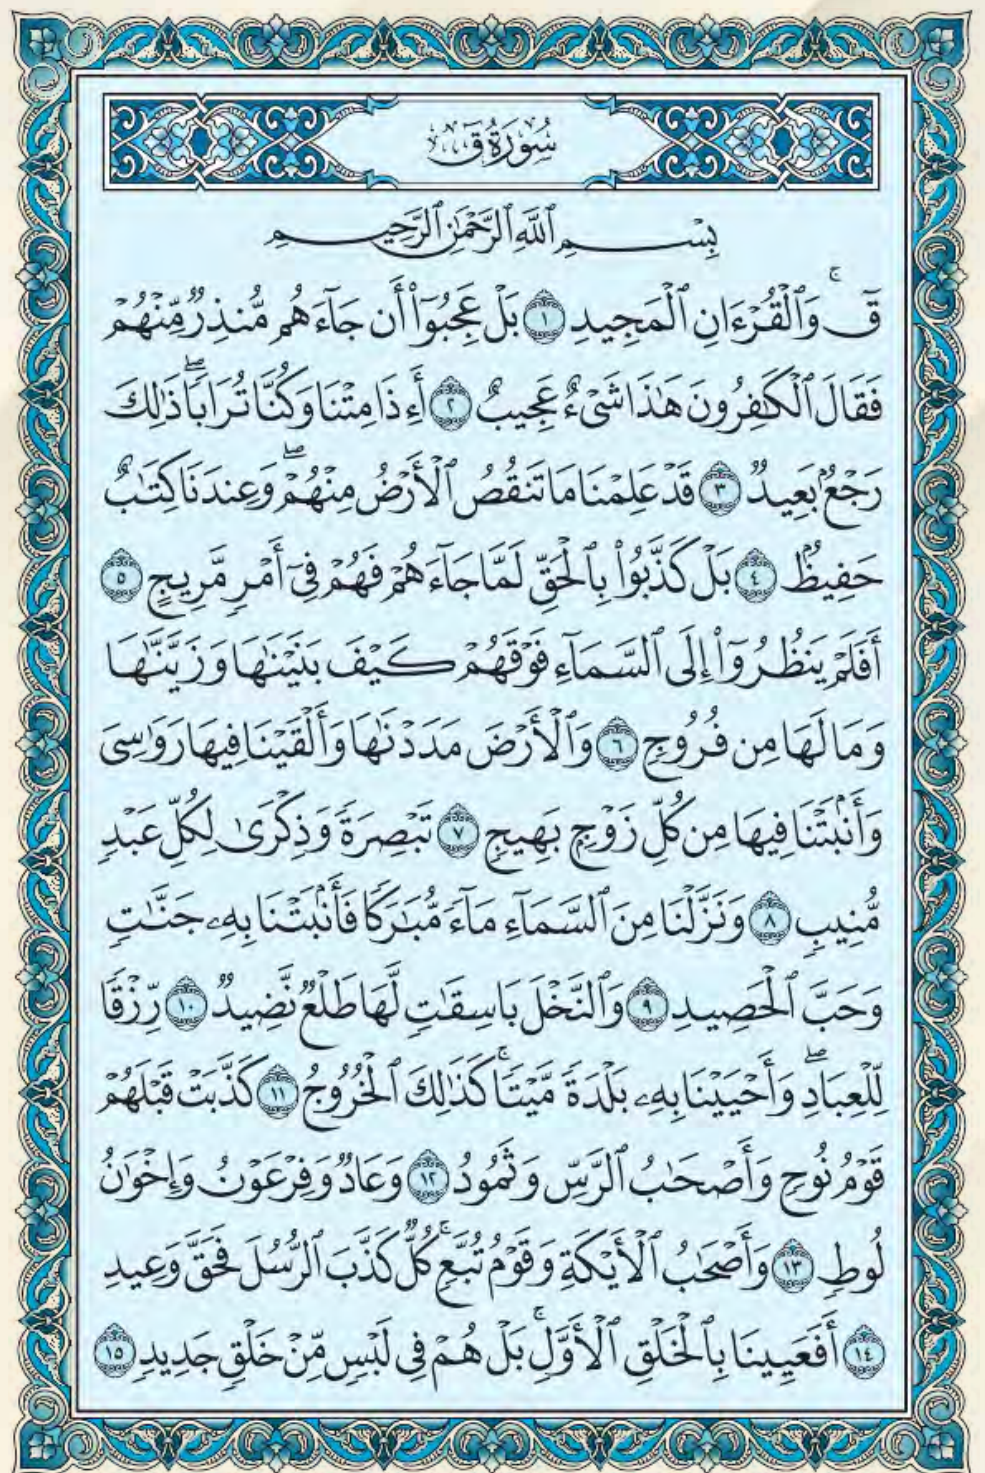 سُورَةُ قٓ
بِسْمِ ٱللَّهِ ٱلرَّحْمَٰنِ ٱلرَّحِيمِ
قٓۚ وَٱلْقُرْءَانِ ٱلْمَجِيدِ ١ بَلْ عَجِبُوٓا۟ أَن جَآءَهُم مُّنذِرٌ مِّنْهُمْ
فَقَالَ ٱلْكَٰفِرُونَ هَٰذَا شَىْءٌ عَجِيبٌ ٢ أَءِذَا مِتْنَا وَكُنَّا تُرَابًاۖ ذَٰلِكَ
رَجْعٌۢ بَعِيدٌ ٣ قَدْ عَلِمْنَا مَا تَنقُصُ ٱلْأَرْضُ مِنْهُمْۖ وَعِندَنَا كِتَٰبٌ
حَفِيظٌۢ ٤ بَلْ كَذَّبُوا۟ بِٱلْحَقِّ لَمَّا جَآءَهُمْ فَهُمْ فِىٓ أَمْرٍ مَّرِيجٍ ٥
أَفَلَمْ يَنظُرُوٓا۟ إِلَى ٱلسَّمَآءِ فَوْقَهُمْ كَيْفَ بَنَيْنَٰهَا وَزَيَّنَّٰهَا
وَمَا لَهَا مِن فُرُوجٍ ٦ وَٱلْأَرْضَ مَدَدْنَٰهَا وَأَلْقَيْنَا فِيهَا رَوَٰسِىَ
وَأَنۢبَتْنَا فِيهَا مِن كُلِّ زَوْجٍۭ بَهِيجٍ ٧ تَبْصِرَةً وَذِكْرَىٰ لِكُلِّ عَبْدٍ
مُّنِيبٍ ٨ وَنَزَّلْنَا مِنَ ٱلسَّمَآءِ مَآءً مُّبَٰرَكًا فَأَنۢبَتْنَا بِهِۦ جَنَّٰتٍ
وَحَبَّ ٱلْحَصِيدِ ٩ وَٱلنَّخْلَ بَاسِقَٰتٍ لَّهَا طَلْعٌ نَّضِيدٌ ١٠ رِّزْقًا
لِّلْعِبَادِۖ وَأَحْيَيْنَا بِهِۦ بَلْدَةً مَّيْتًاۚ كَذَٰلِكَ ٱلْخُرُوجُ ١١ كَذَّبَتْ قَبْلَهُمْ
قَوْمُ نُوحٍ وَأَصْحَٰبُ ٱلرَّسِّ وَثَمُودُ ١٢ وَعَادٌ وَفِرْعَوْنُ وَإِخْوَٰنُ
لُوطٍ ١٣ وَأَصْحَٰبُ ٱلْأَيْكَةِ وَقَوْمُ تُبَّعٍۚ كُلٌّ كَذَّبَ ٱلرُّسُلَ فَحَقَّ وَعِيدِ
١٤ أَفَعَيِينَا بِٱلْخَلْقِ ٱلْأَوَّلِۚ بَلْ هُمْ فِى لَبْسٍ مِّنْ خَلْقٍ جَدِيدٍ ١٥